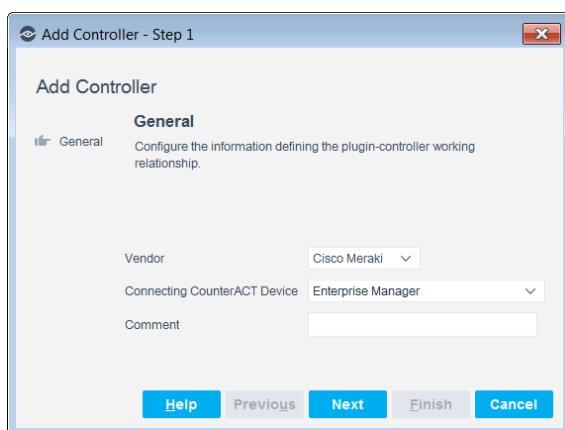 Add Controller - Step 1
Add Controller
General
General
Configure the information defining the plugin-controller working
relationship.
Vendor
Cisco Meraki
Connecting CounterACT Device
Enterprise Manager
Comment
Help
Previous
Next
Finish
Cancel